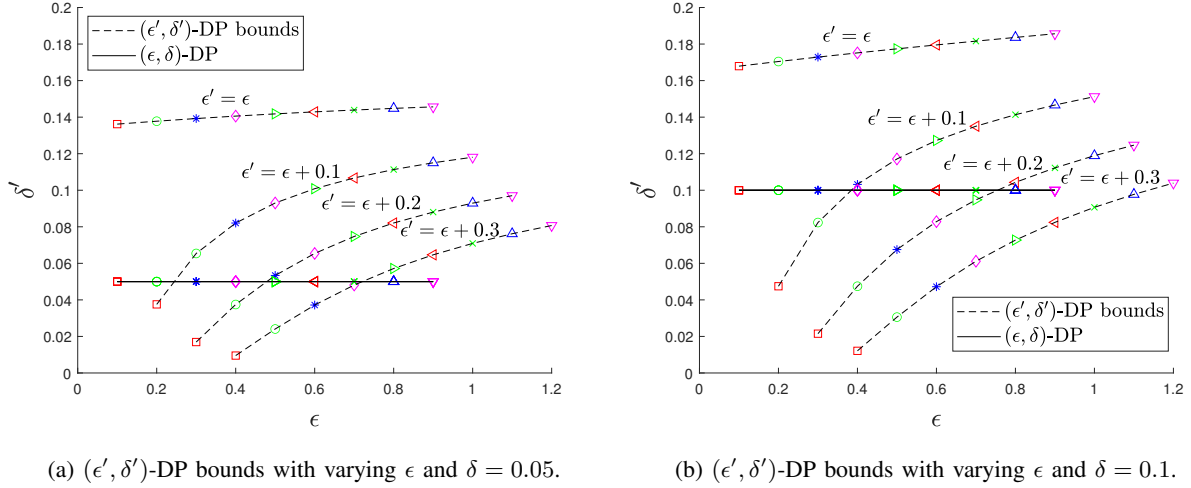 0.2
0.18
0.16
0.14
0.12
0.1
0.08
0.06
0.04
0.02
0
δ′
(ϵ′, δ′)-DP bounds
(ϵ, δ)-DP
ϵ′ = ϵ
ϵ′ = ϵ + 0.1
ϵ′ = ϵ + 0.2
ϵ′ = ϵ + 0.3
0 0.2 0.4 0.6 0.8 1 1.2
ϵ
(a) (ϵ′, δ′)-DP bounds with varying ϵ and δ = 0.05.
0.2
0.18
0.16
0.14
0.12
0.1
0.08
0.06
0.04
0.02
0
δ′
ϵ′ = ϵ
ϵ′ = ϵ + 0.1
ϵ′ = ϵ + 0.2
ϵ′ = ϵ + 0.3
(ϵ′, δ′)-DP bounds
(ϵ, δ)-DP
0 0.2 0.4 0.6 0.8 1 1.2
ϵ
(b) (ϵ′, δ′)-DP bounds with varying ϵ and δ = 0.1.